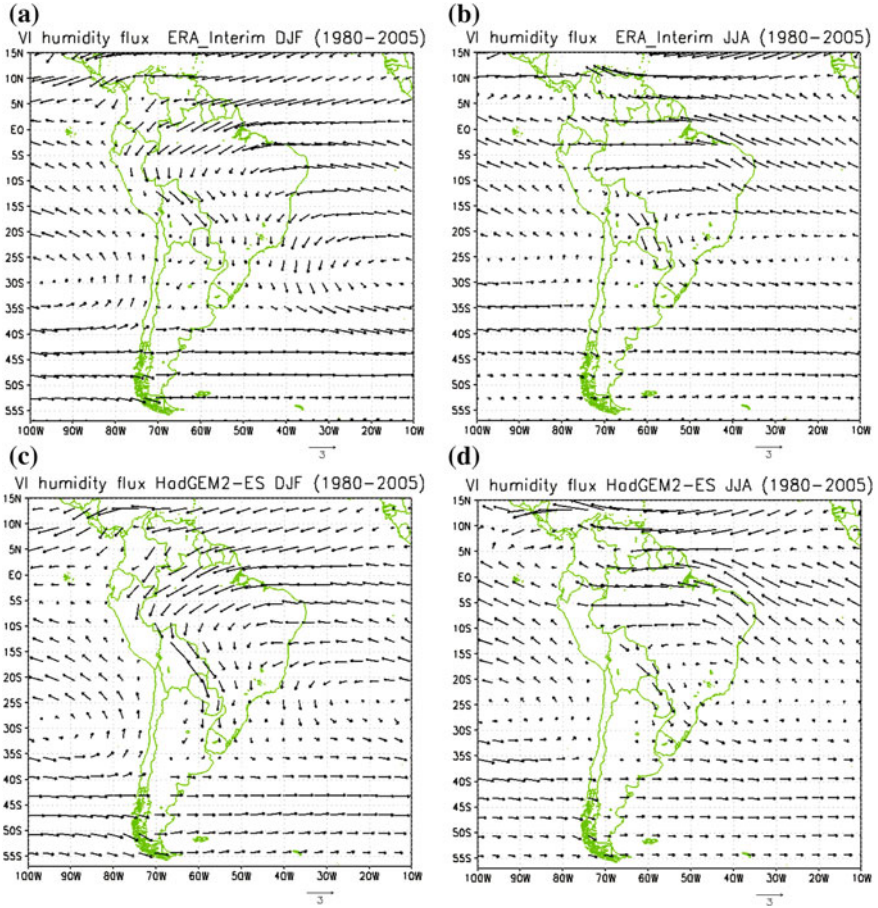 (a)
VI humidity flux ERA_Interim DJF (1980−2005)
15N
10N
5N
EQ
5S
10S
15S
20S
25S
30S
35S
40S
45S
50S
55S
100W 90W 80W 70W 60W 50W 40W 30W 20W 10W
3
(b)
VI humidity flux ERA_Interim JJA (1980−2005)
15N
10N
5N
EQ
5S
10S
15S
20S
25S
30S
35S
40S
45S
50S
55S
100W 90W 80W 70W 60W 50W 40W 30W 20W 10W
3
(c)
VI humidity flux HadGEM2−ES DJF (1980−2005)
15N
10N
5N
EQ
5S
10S
15S
20S
25S
30S
35S
40S
45S
50S
55S
100W 90W 80W 70W 60W 50W 40W 30W 20W 10W
3
(d)
VI humidity flux HadGEM2−ES JJA (1980−2005)
15N
10N
5N
EQ
5S
10S
15S
20S
25S
30S
35S
40S
45S
50S
55S
100W 90W 80W 70W 60W 50W 40W 30W 20W 10W
3